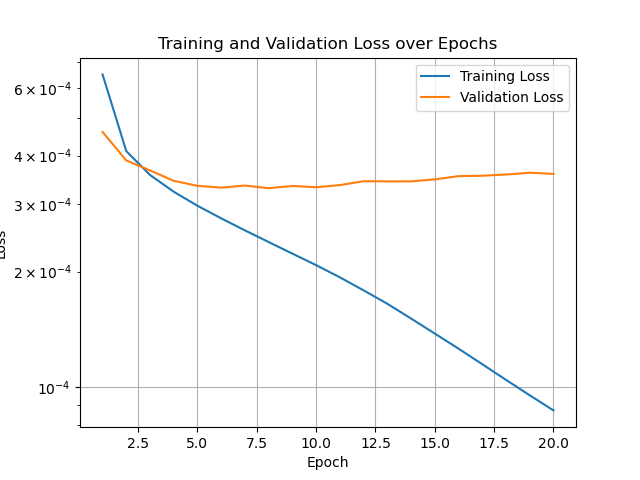 Training and Validation Loss over Epochs
Training Loss
Validation Loss
6 × 10⁻⁴
4 × 10⁻⁴
3 × 10⁻⁴
2 × 10⁻⁴
10⁻⁴
Loss
2.5 5.0 7.5 10.0 12.5 15.0 17.5 20.0
Epoch